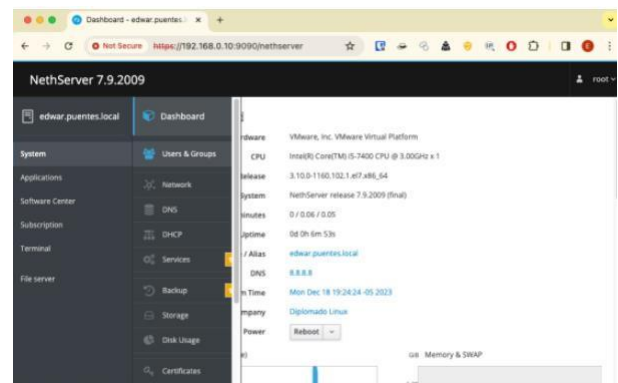 Dashboard - edwar.puentes.l
Not Secure https://192.168.0.10:9090/nethserver
NethServer 7.9.2009
root
edwar.puentes.local
System
Applications
Software Center
Subscription
Terminal
File server
Dashboard
Users & Groups
Network
DNS
DHCP
Services
Backup
Storage
Disk Usage
Certificates
rdware VMware, Inc. VMware Virtual Platform
CPU Intel(R) Core(TM) i5-7400 CPU @ 3.00GHz x 1
elease 3.10.0-1160.102.1.el7.x86_64
System NethServer release 7.9.2009 (final)
inutes 0 / 0.06 / 0.05
Uptime 0d 0h 6m 53s
/ Alias edwar.puentes.local
DNS 8.8.8.8
m Time Mon Dec 18 19:24:24 -05 2023
mpany Diplomado Linux
Power Reboot
GB Memory & SWAP